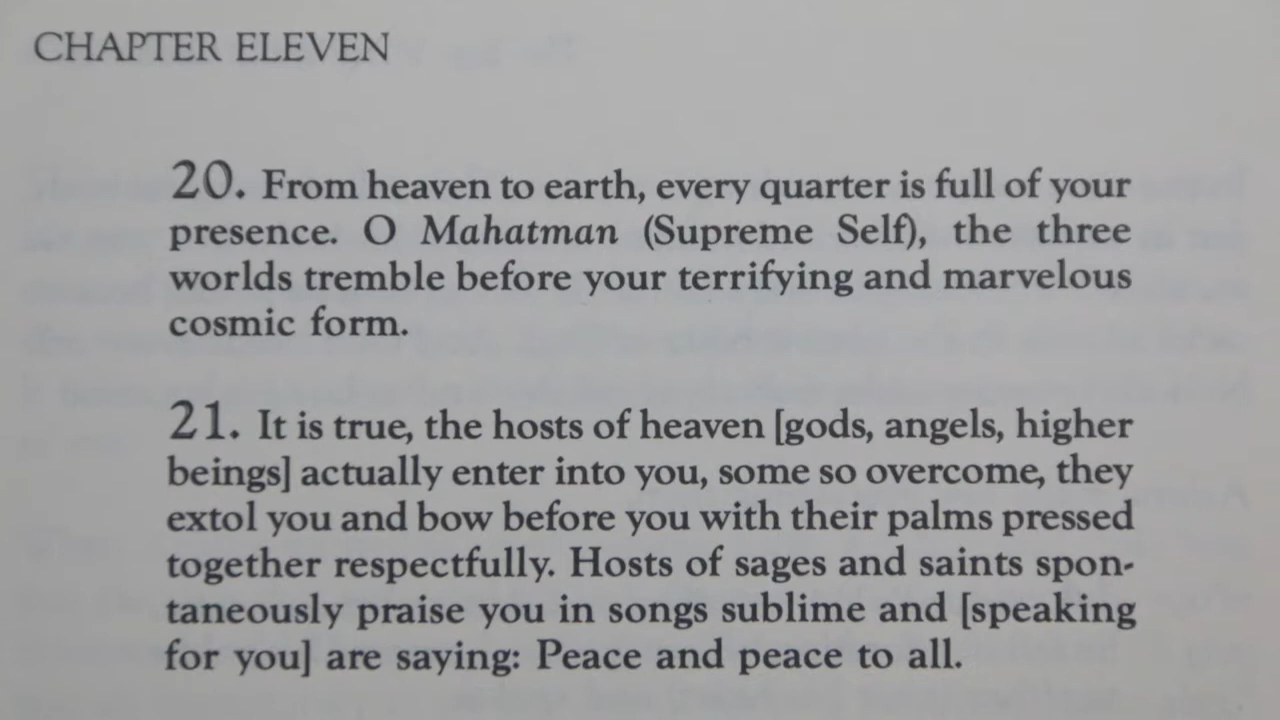 CHAPTER ELEVEN
20. From heaven to earth, every quarter is full of your
presence. O Mahatman (Supreme Self), the three
worlds tremble before your terrifying and marvelous
cosmic form.
21. It is true, the hosts of heaven [gods, angels, higher
beings] actually enter into you, some so overcome, they
extol you and bow before you with their palms pressed
together respectfully. Hosts of sages and saints spon-
taneously praise you in songs sublime and [speaking
for you] are saying: Peace and peace to all.